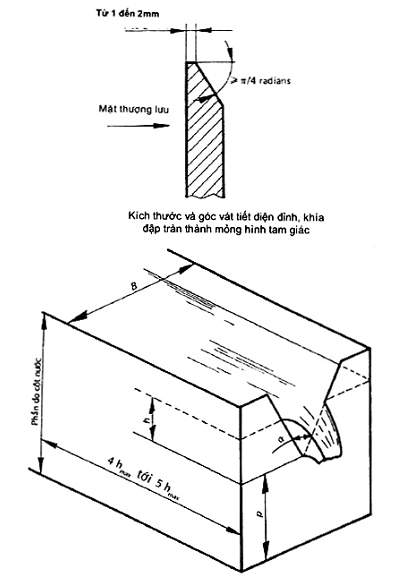 Từ 1 đến 2mm
≥ π/4 radians
Mặt thượng lưu
Kích thước và góc vát tiết diện đỉnh, khía
đập tràn thành mỏng hình tam giác
B
Phần đo cột nước
h
α
4 hmax tới 5 hmax
p